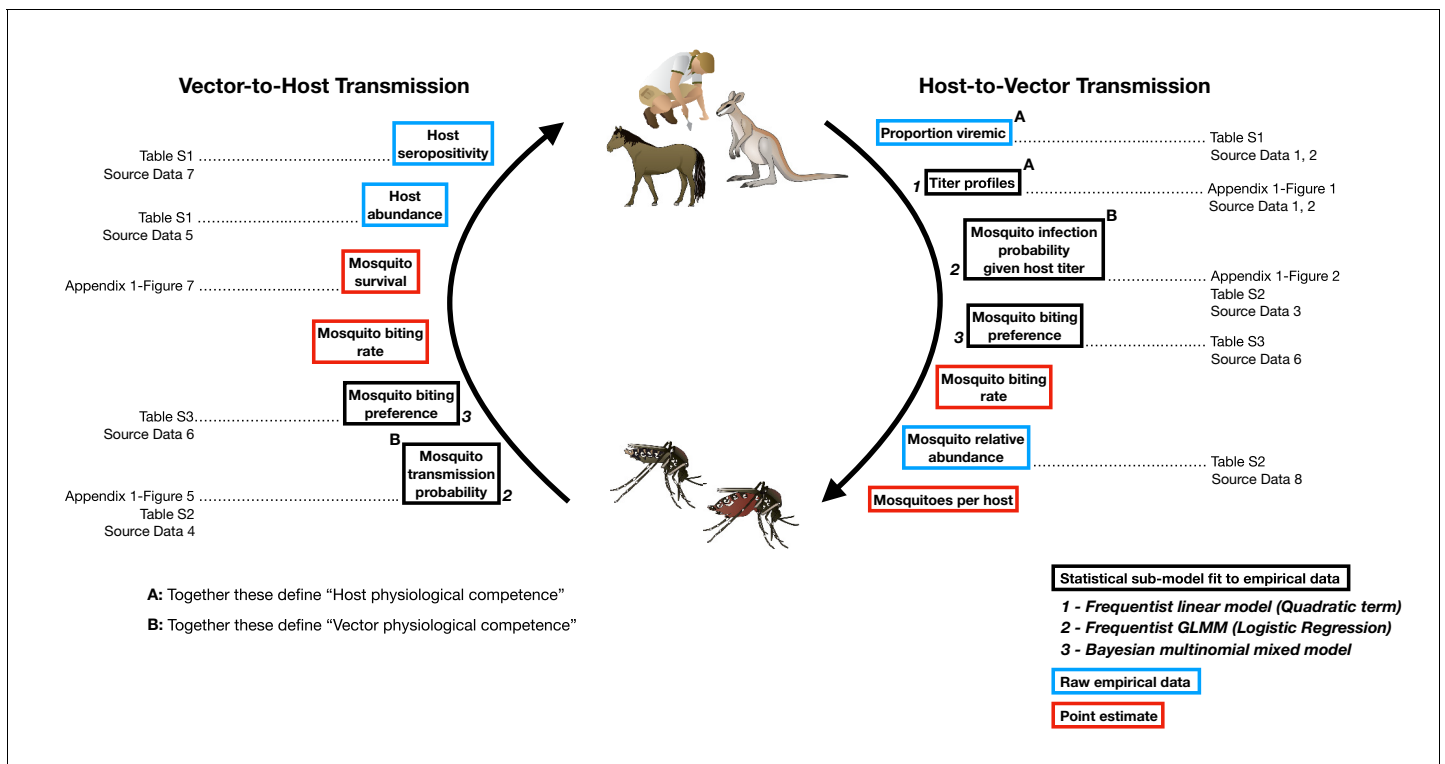 Vector-to-Host Transmission
Host
seropositivity
Table S1
Source Data 7
Host
abundance
Table S1
Source Data 5
Mosquito
survival
Appendix 1-Figure 7
Mosquito biting
rate
Mosquito biting
preference
3
Table S3
Source Data 6
B
Mosquito
transmission
probability
2
Appendix 1-Figure 5
Table S2
Source Data 4
Host-to-Vector Transmission
Proportion viremic
A
Table S1
Source Data 1, 2
1
Titer profiles
A
Appendix 1-Figure 1
Source Data 1, 2
2
Mosquito infection
probability
given host titer
B
Appendix 1-Figure 2
Table S2
Source Data 3
3
Mosquito biting
preference
Table S3
Source Data 6
Mosquito biting
rate
Mosquito relative
abundance
Table S2
Source Data 8
Mosquitoes per host
A: Together these define “Host physiological competence”
B: Together these define “Vector physiological competence”
Statistical sub-model fit to empirical data
1 - Frequentist linear model (Quadratic term)
2 - Frequentist GLMM (Logistic Regression)
3 - Bayesian multinomial mixed model
Raw empirical data
Point estimate